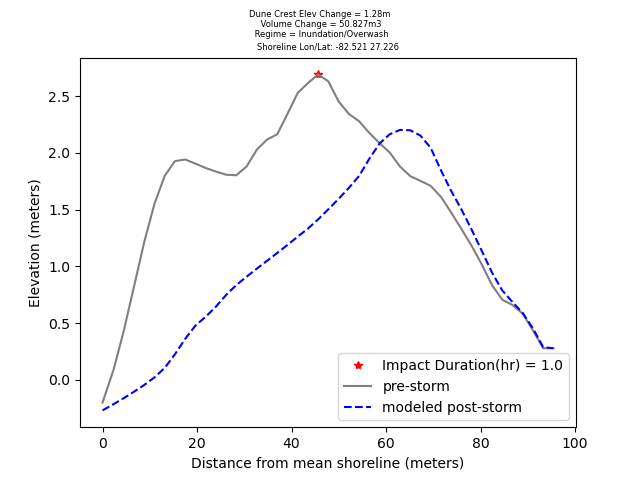 Dune Crest Elev Change = 1.28m
Volume Change = 50.827m3
Regime = Inundation/Overwash
Shoreline Lon/Lat: -82.521 27.226
Elevation (meters)
2.5
2.0
1.5
1.0
0.5
0.0
Impact Duration(hr) = 1.0
pre-storm
modeled post-storm
0 20 40 60 80 100
Distance from mean shoreline (meters)